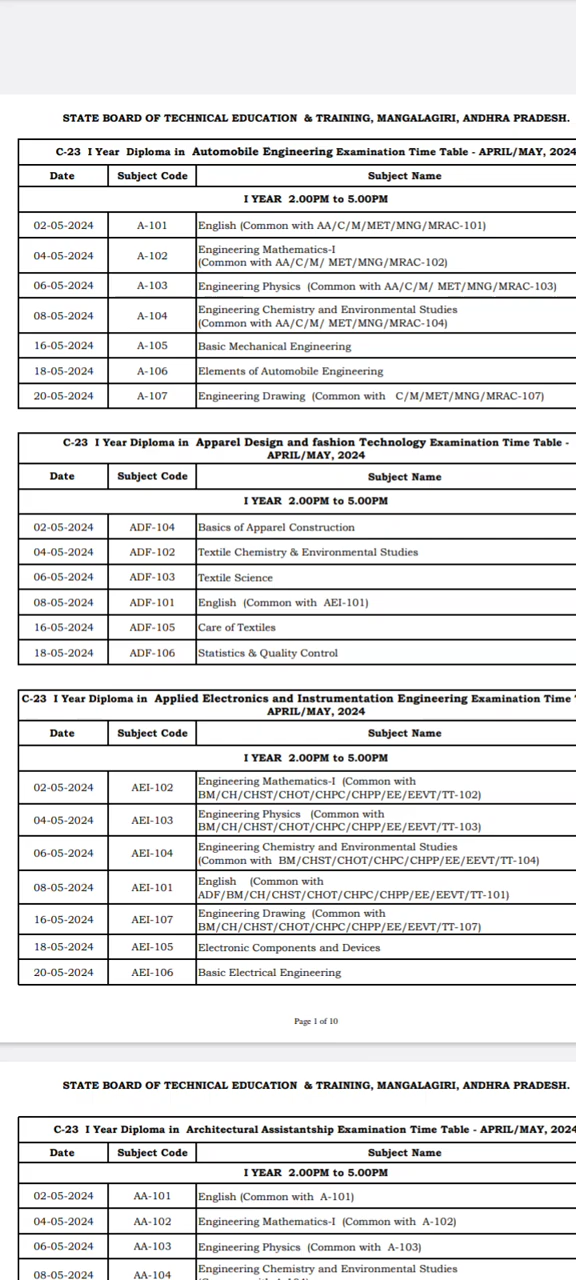 STATE BOARD OF TECHNICAL EDUCATION & TRAINING, MANGALAGIRI, ANDHRA PRADESH.
C-23 I Year Diploma in Automobile Engineering Examination Time Table - APRIL/MAY, 2024
Date Subject Code Subject Name
I YEAR 2.00PM to 5.00PM
02-05-2024 A-101 English (Common with AA/C/M/MET/MNG/MRAC-101)
04-05-2024 A-102 Engineering Mathematics-I
(Common with AA/C/M/ MET/MNG/MRAC-102)
06-05-2024 A-103 Engineering Physics (Common with AA/C/M/ MET/MNG/MRAC-103)
08-05-2024 A-104 Engineering Chemistry and Environmental Studies
(Common with AA/C/M/ MET/MNG/MRAC-104)
16-05-2024 A-105 Basic Mechanical Engineering
18-05-2024 A-106 Elements of Automobile Engineering
20-05-2024 A-107 Engineering Drawing (Common with C/M/MET/MNG/MRAC-107)
C-23 I Year Diploma in Apparel Design and fashion Technology Examination Time Table -
APRIL/MAY, 2024
Date Subject Code Subject Name
I YEAR 2.00PM to 5.00PM
02-05-2024 ADF-104 Basics of Apparel Construction
04-05-2024 ADF-102 Textile Chemistry & Environmental Studies
06-05-2024 ADF-103 Textile Science
08-05-2024 ADF-101 English (Common with AEI-101)
16-05-2024 ADF-105 Care of Textiles
18-05-2024 ADF-106 Statistics & Quality Control
C-23 I Year Diploma in Applied Electronics and Instrumentation Engineering Examination Time
APRIL/MAY, 2024
Date Subject Code Subject Name
I YEAR 2.00PM to 5.00PM
02-05-2024 AEI-102 Engineering Mathematics-I (Common with
BM/CH/CHST/CHOT/CHPC/CHPP/EE/EEVT/TT-102)
04-05-2024 AEI-103 Engineering Physics (Common with
BM/CH/CHST/CHOT/CHPC/CHPP/EE/EEVT/TT-103)
06-05-2024 AEI-104 Engineering Chemistry and Environmental Studies
(Common with BM/CHST/CHOT/CHPC/CHPP/EE/EEVT/TT-104)
08-05-2024 AEI-101 English (Common with
ADF/BM/CH/CHST/CHOT/CHPC/CHPP/EE/EEVT/TT-101)
16-05-2024 AEI-107 Engineering Drawing (Common with
BM/CH/CHST/CHOT/CHPC/CHPP/EE/EEVT/TT-107)
18-05-2024 AEI-105 Electronic Components and Devices
20-05-2024 AEI-106 Basic Electrical Engineering
Page 1 of 10
STATE BOARD OF TECHNICAL EDUCATION & TRAINING, MANGALAGIRI, ANDHRA PRADESH.
C-23 I Year Diploma in Architectural Assistantship Examination Time Table - APRIL/MAY, 2024
Date Subject Code Subject Name
I YEAR 2.00PM to 5.00PM
02-05-2024 AA-101 English (Common with A-101)
04-05-2024 AA-102 Engineering Mathematics-I (Common with A-102)
06-05-2024 AA-103 Engineering Physics (Common with A-103)
08-05-2024 AA-104 Engineering Chemistry and Environmental Studies